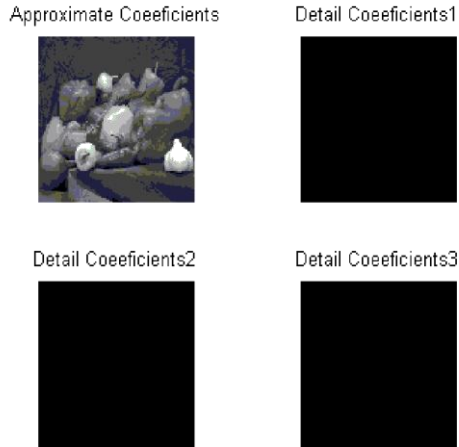 Approximate Coeeficients
Detail Coeeficients1
Detail Coeeficients2
Detail Coeeficients3